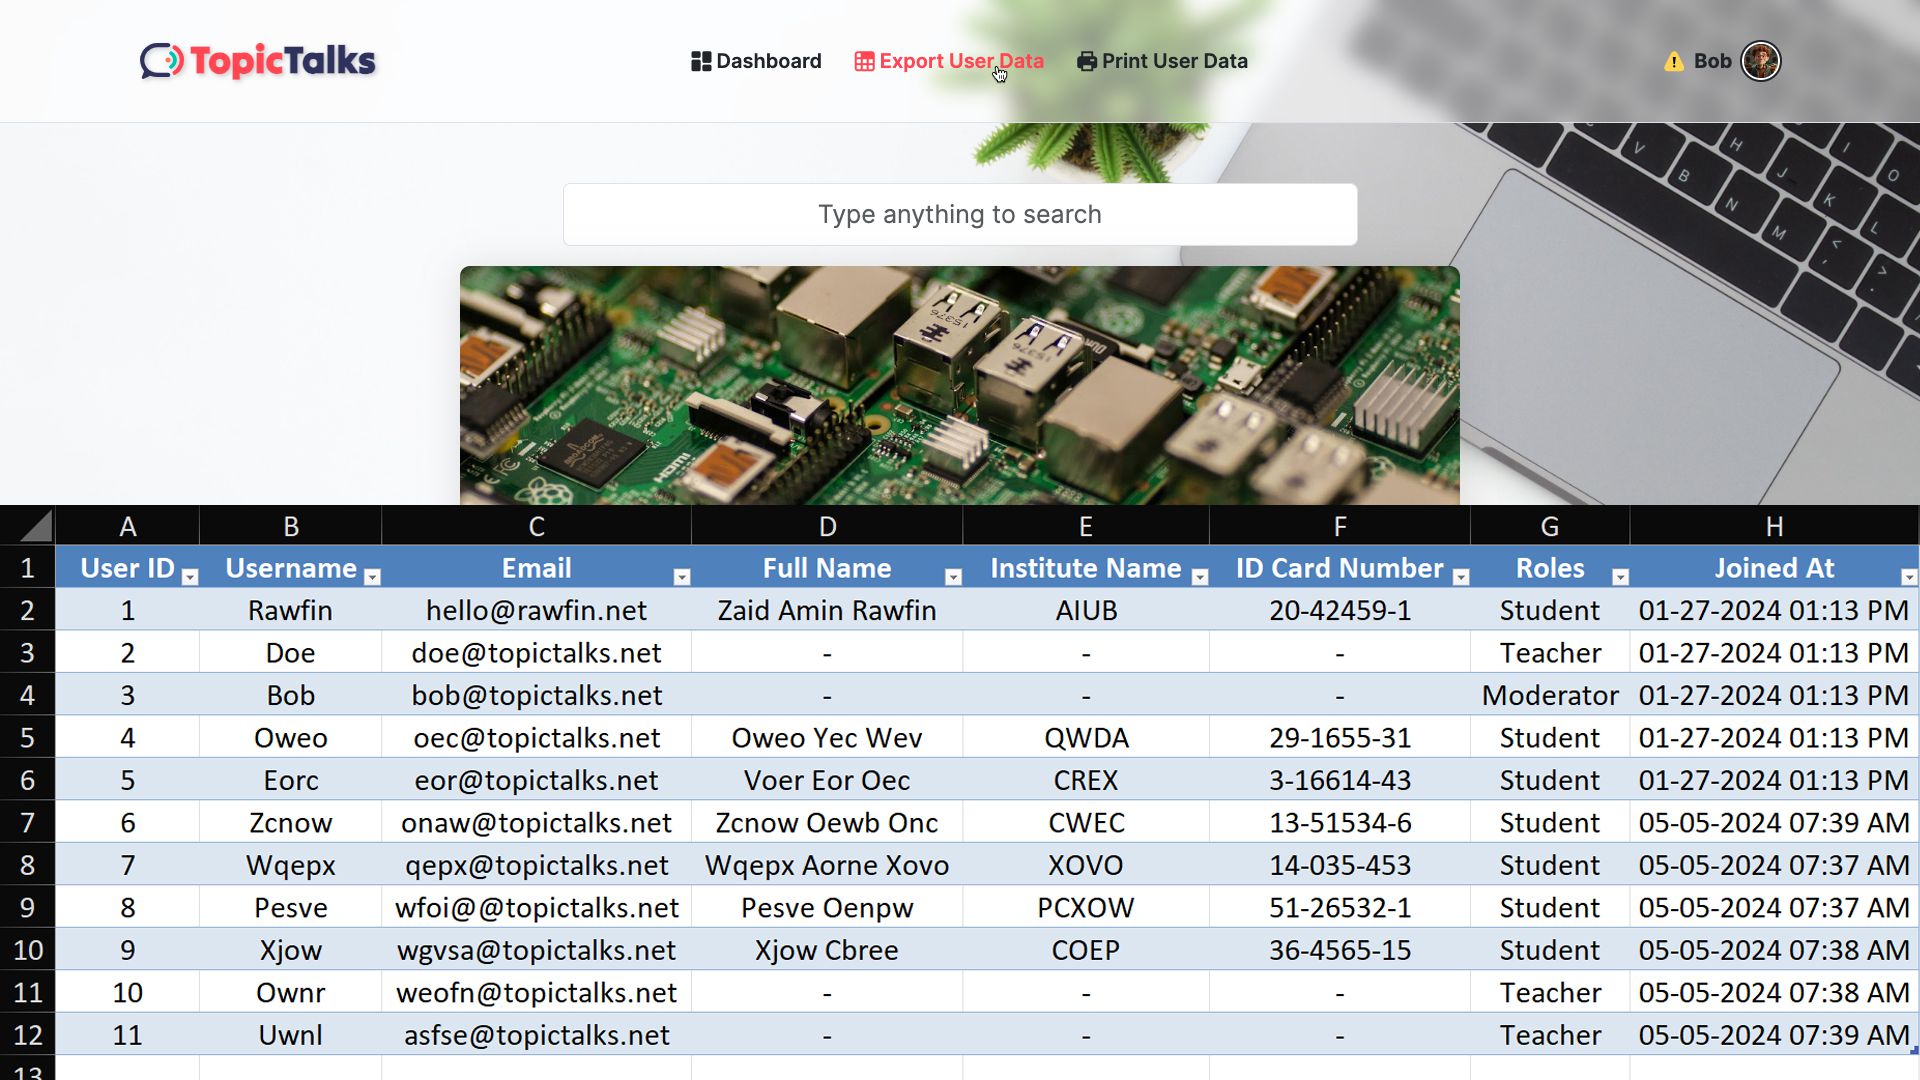 TopicTalks
Dashboard Export User Data Print User Data
Bob
Type anything to search
15376
15376
HDMI
A B C D E F G H
1 User ID Username Email Full Name Institute Name ID Card Number Roles Joined At
2 1 Rawfin hello@rawfin.net Zaid Amin Rawfin AIUB 20-42459-1 Student 01-27-2024 01:13 PM
3 2 Doe doe@topictalks.net - - - Teacher 01-27-2024 01:13 PM
4 3 Bob bob@topictalks.net - - - Moderator 01-27-2024 01:13 PM
5 4 Oweo oec@topictalks.net Oweo Yec Wev QWDA 29-1655-31 Student 01-27-2024 01:13 PM
6 5 Eorc eor@topictalks.net Voer Eor Oec CREX 3-16614-43 Student 01-27-2024 01:13 PM
7 6 Zcnow onaw@topictalks.net Zcnow Oewb Onc CWEC 13-51534-6 Student 05-05-2024 07:39 AM
8 7 Wqepx qepx@topictalks.net Wqepx Aorne Xovo XOVO 14-035-453 Student 05-05-2024 07:37 AM
9 8 Pesve wfoi@@topictalks.net Pesve Oenpw PCXOW 51-26532-1 Student 05-05-2024 07:37 AM
10 9 Xjow wgvsa@topictalks.net Xjow Cbree COEP 36-4565-15 Student 05-05-2024 07:38 AM
11 10 Ownr weofn@topictalks.net - - - Teacher 05-05-2024 07:38 AM
12 11 Uwnl asfse@topictalks.net - - - Teacher 05-05-2024 07:39 AM
13